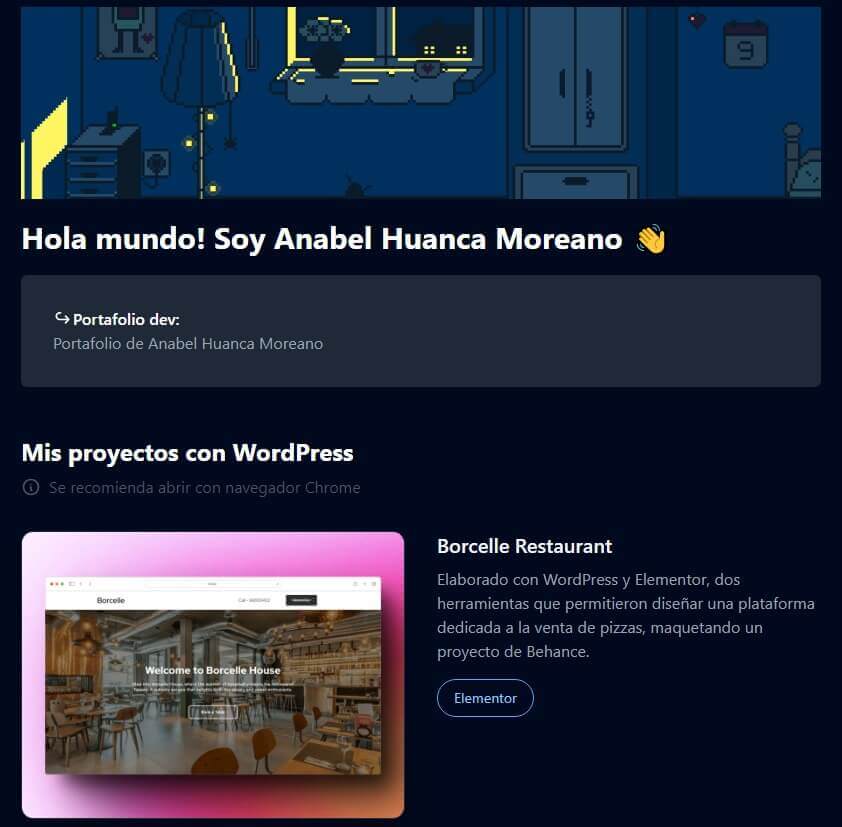 9
Hola mundo! Soy Anabel Huanca Moreano 👋
↪ Portafolio dev:
Portafolio de Anabel Huanca Moreano
Mis proyectos con WordPress
Se recomienda abrir con navegador Chrome
Borcelle
Welcome to Borcelle House
Borcelle Restaurant
Elaborado con WordPress y Elementor, dos
herramientas que permitieron diseñar una plataforma
dedicada a la venta de pizzas, maquetando un
proyecto de Behance.
Elementor